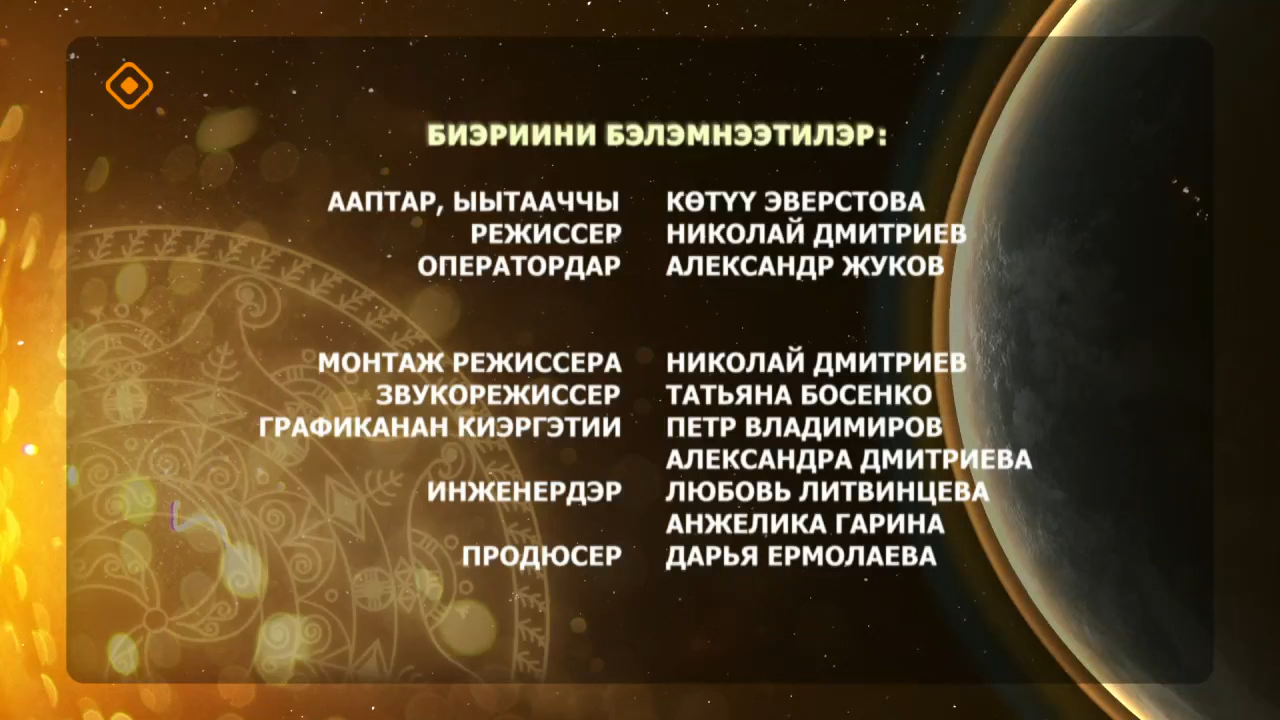 БИЭРИИНИ БЭЛЭМНЭЭТИЛЭР:
ААПТАР, ЫЫТААЧЧЫ КӨТҮҮ ЭВЕРСТОВА
РЕЖИССЕР НИКОЛАЙ ДМИТРИЕВ
ОПЕРАТОРДАР АЛЕКСАНДР ЖУКОВ
МОНТАЖ РЕЖИССЕРА НИКОЛАЙ ДМИТРИЕВ
ЗВУКОРЕЖИССЕР ТАТЬЯНА БОСЕНКО
ГРАФИКАНАН КИЭРГЭТИИ ПЕТР ВЛАДИМИРОВ
АЛЕКСАНДРА ДМИТРИЕВА
ИНЖЕНЕРДЭР ЛЮБОВЬ ЛИТВИНЦЕВА
АНЖЕЛИКА ГАРИНА
ПРОДЮСЕР ДАРЬЯ ЕРМОЛАЕВА